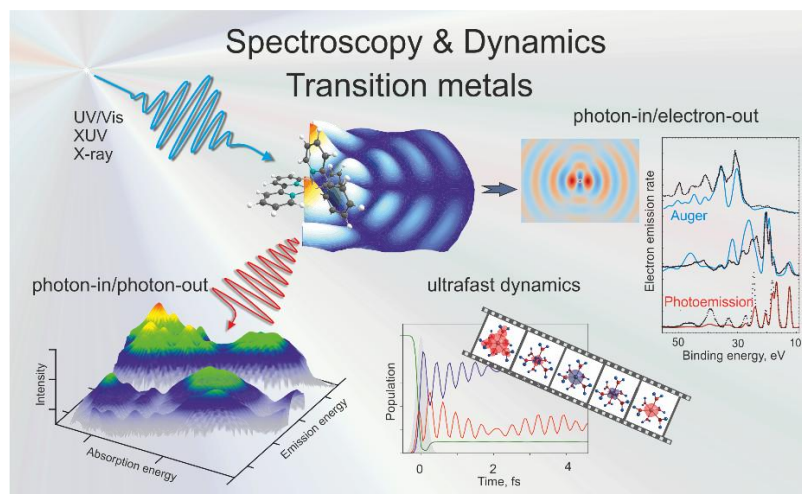 Spectroscopy & Dynamics
Transition metals
UV/Vis
XUV
X-ray
photon-in/electron-out
Electron emission rate
Auger
Photoemission
50 30 10
Binding energy, eV
photon-in/photon-out
Intensity
Absorption energy
Emission energy
ultrafast dynamics
Population
0 2 4
Time, fs